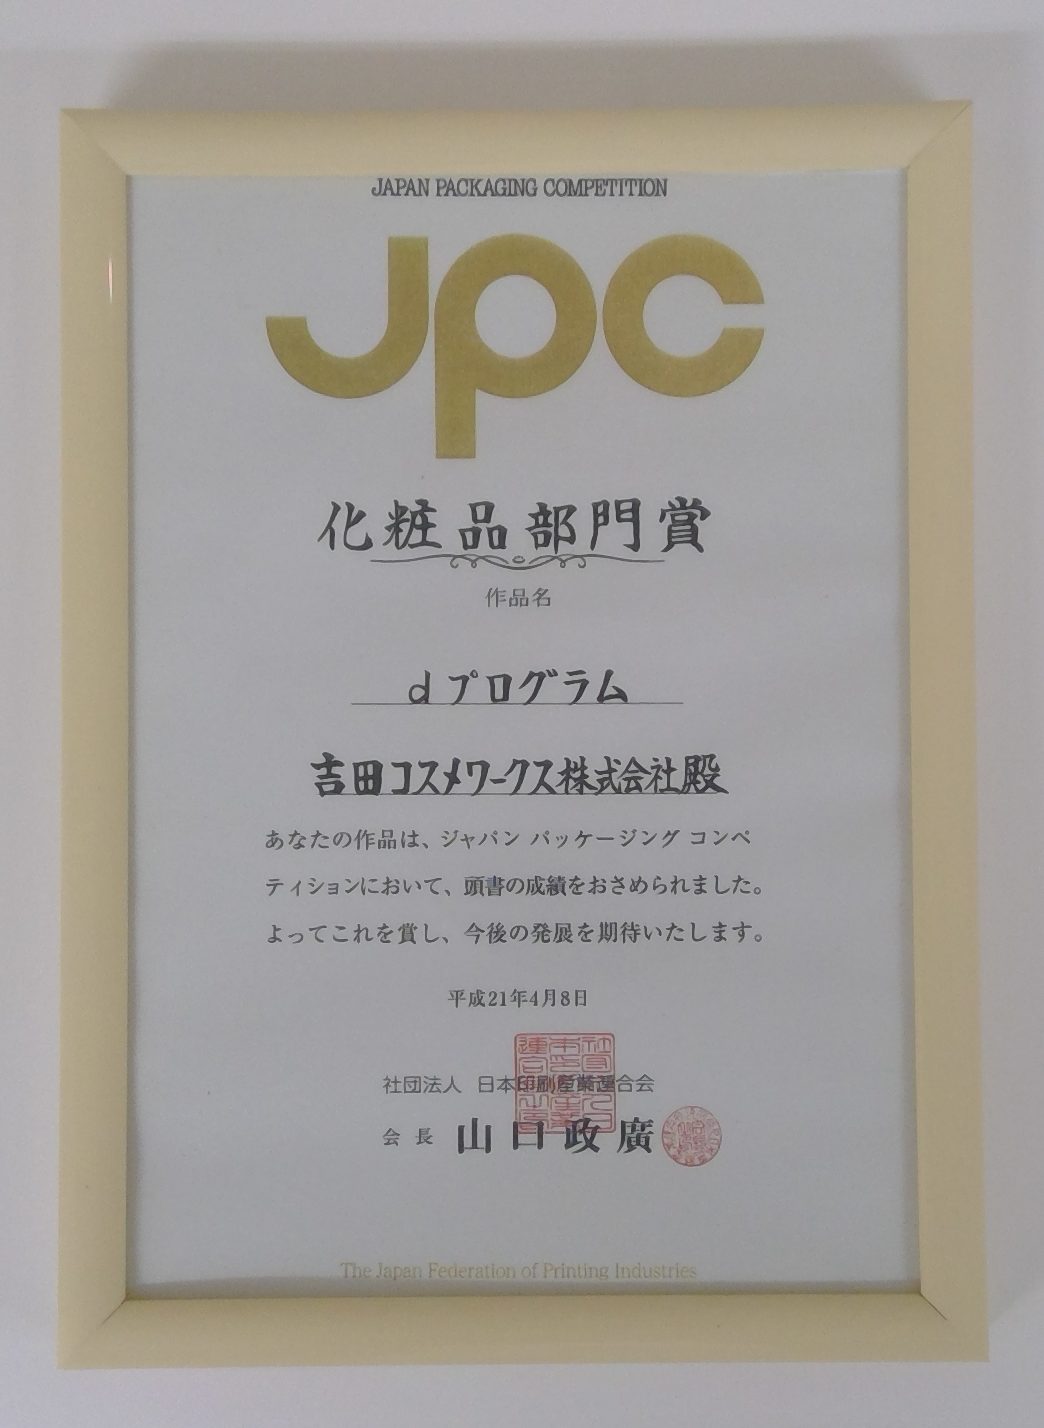 JAPAN PACKAGING COMPETITION
JPC
化粧品部門賞
作品名
dプログラム
吉田コスメワークス株式会社殿
あなたの作品は、ジャパン パッケージング コンペ
ティションにおいて、頭書の成績をおさめられました。
よってこれを賞し、今後の発展を期待いたします。
平成21年4月8日
社団法人 日本印刷産業連合会
会長 山口政廣
The Japan Federation of Printing Industries